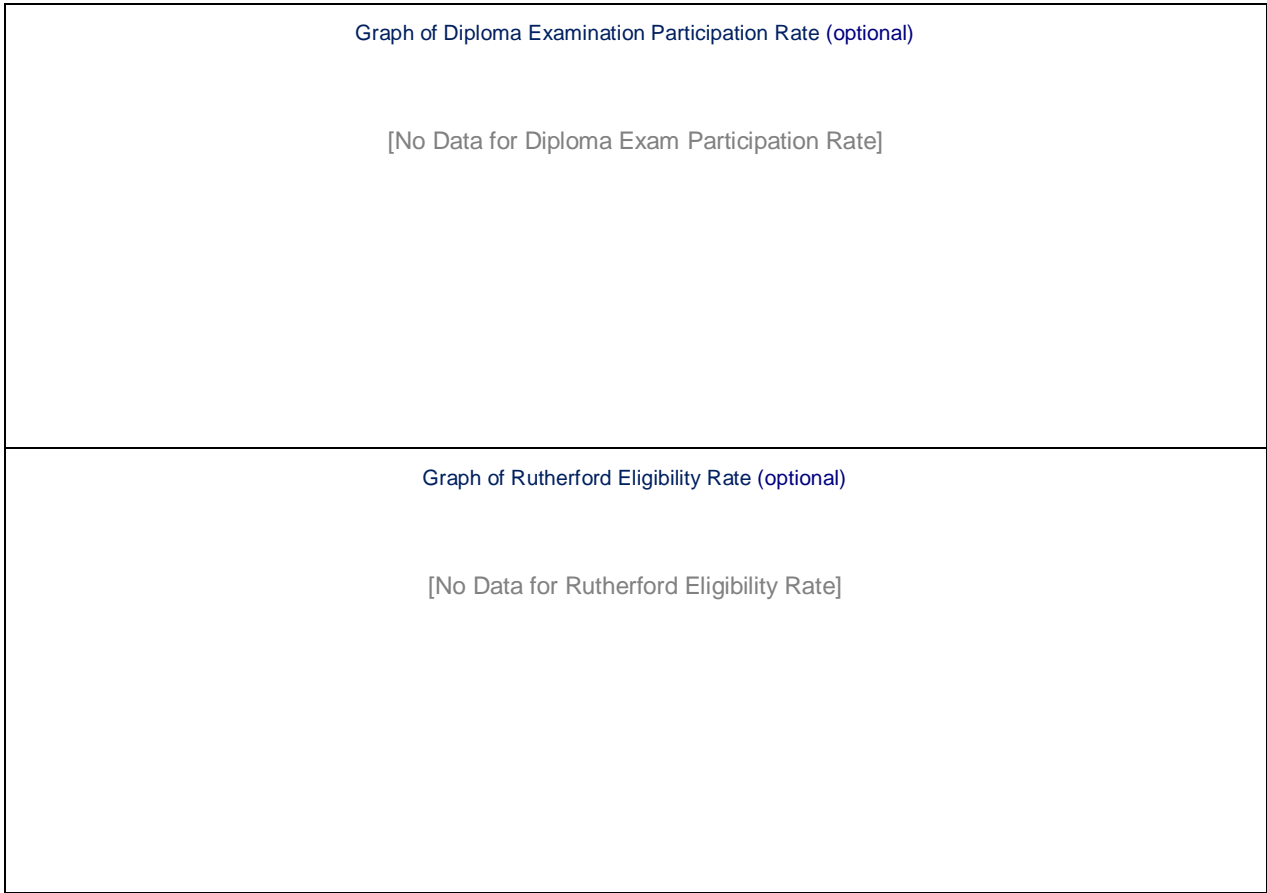 Graph of Diploma Examination Participation Rate (optional)
[No Data for Diploma Exam Participation Rate]
Graph of Rutherford Eligibility Rate (optional)
[No Data for Rutherford Eligibility Rate]